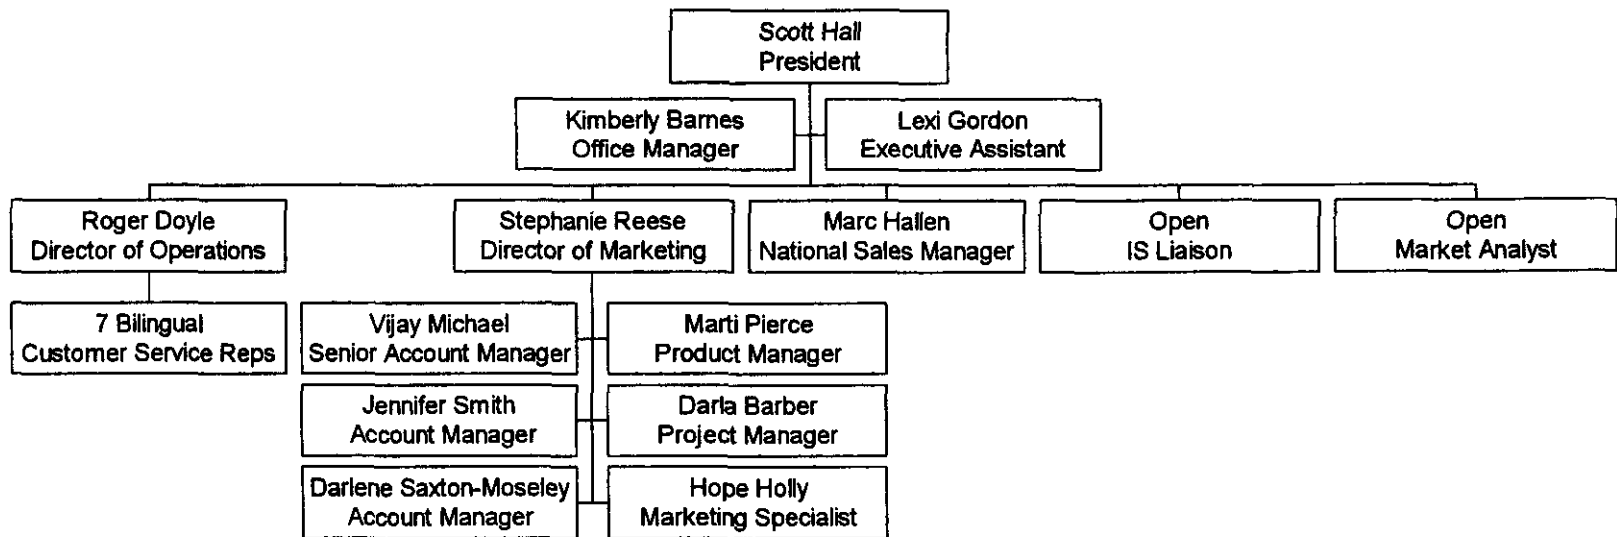 Scott Hall
President
Kimberly Barnes
Office Manager
Lexi Gordon
Executive Assistant
Roger Doyle
Director of Operations
Stephanie Reese
Director of Marketing
Marc Hallen
National Sales Manager
Open
IS Liaison
Open
Market Analyst
7 Bilingual
Customer Service Reps
Vijay Michael
Senior Account Manager
Marti Pierce
Product Manager
Jennifer Smith
Account Manager
Darla Barber
Project Manager
Darlene Saxton-Moseley
Account Manager
Hope Holly
Marketing Specialist